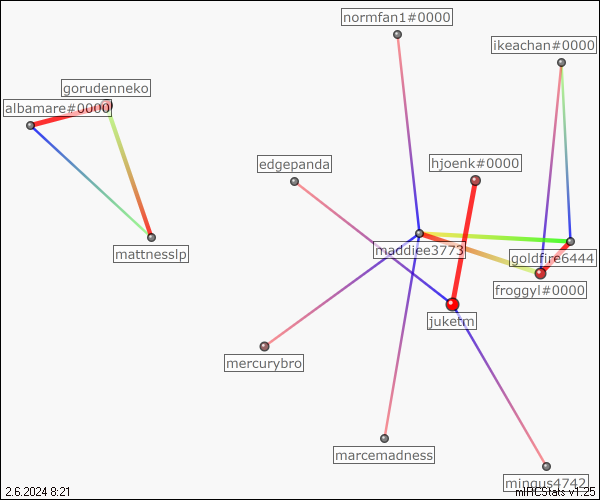 normfan1#0000
ikeachan#0000
gorudenneko
albamare#0000
edgepanda
hjoenk#0000
mattnesslp
maddiee3773
goldfire6444
froggyl#0000
juketm
mercurybro
marcemadness
mingus4742
2.6.2024 8:21
mIRCStats v1.25